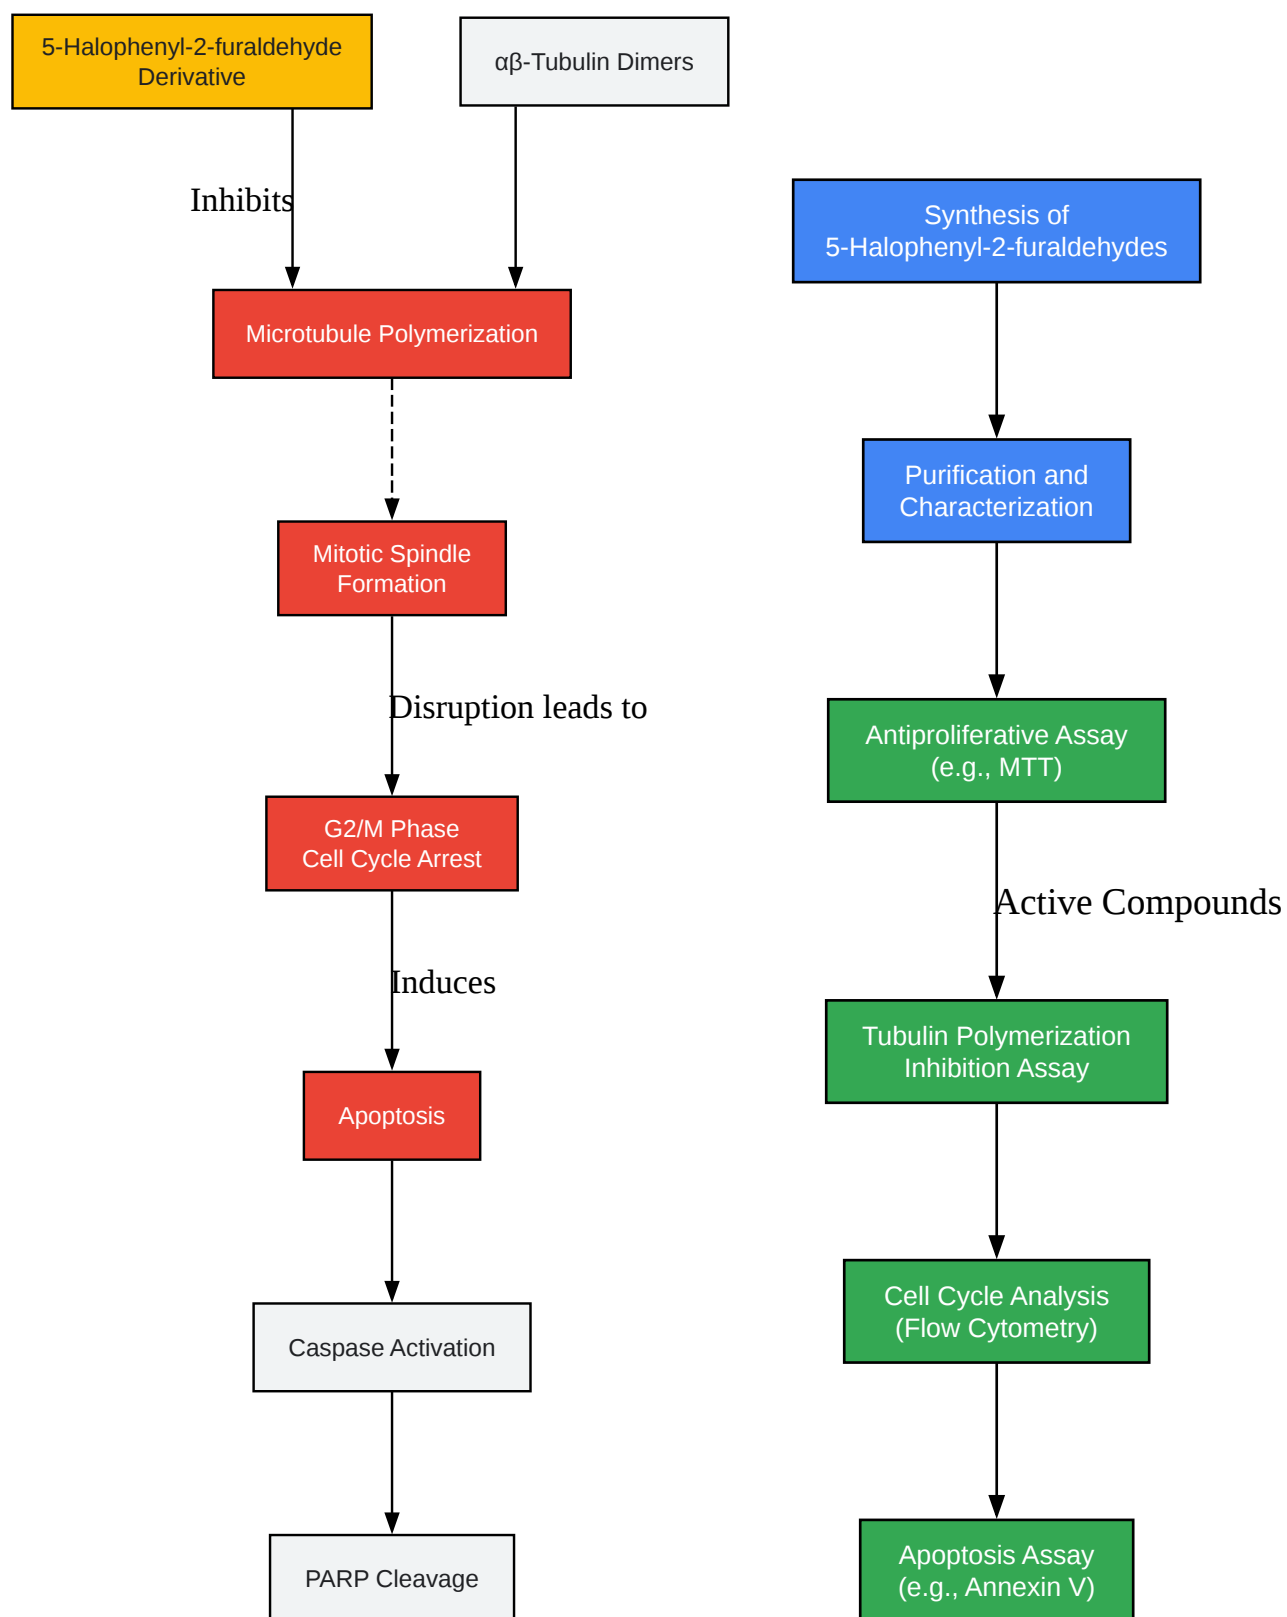 5-Halophenyl-2-furaldehyde
Derivative
αβ-Tubulin Dimers
Inhibits
Microtubule Polymerization
Mitotic Spindle
Formation
Disruption leads to
G2/M Phase
Cell Cycle Arrest
Induces
Apoptosis
Caspase Activation
PARP Cleavage
Synthesis of
5-Halophenyl-2-furaldehydes
Purification and
Characterization
Antiproliferative Assay
(e.g., MTT)
Active Compounds
Tubulin Polymerization
Inhibition Assay
Cell Cycle Analysis
(Flow Cytometry)
Apoptosis Assay
(e.g., Annexin V)